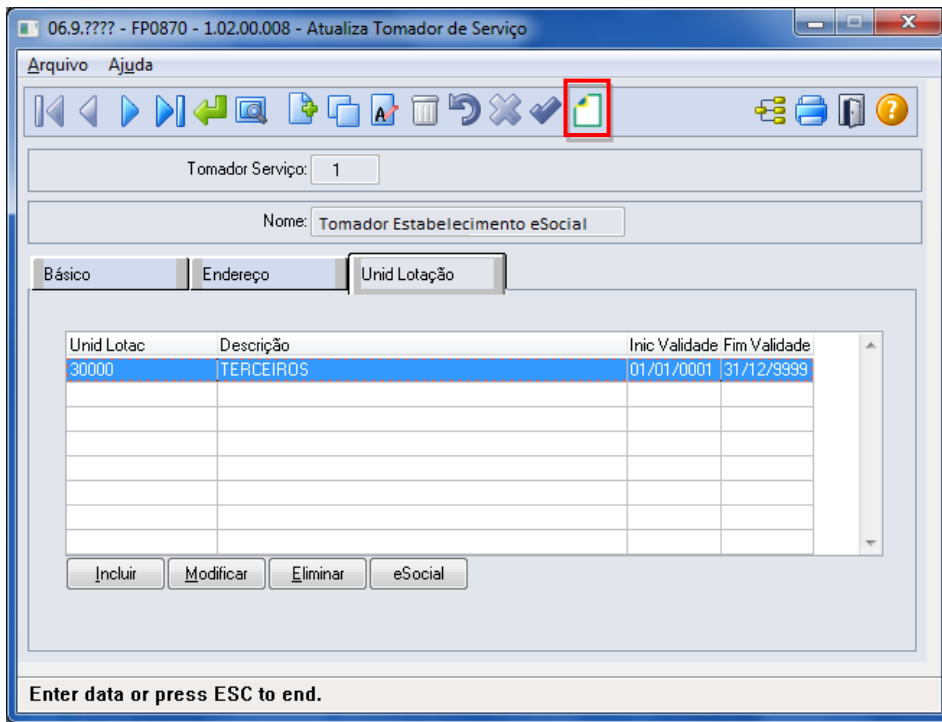 06.9.???? - FP0870 - 1.02.00.008 - Atualiza Tomador de Serviço
Arquivo Ajuda
Tomador Serviço: 1
Nome: Tomador Estabelecimento eSocial
Básico Endereço Unid Lotação
Unid Lotac Descrição Inic Validade Fim Validade
30000 TERCEIROS 01/01/0001 31/12/9999
Incluir Modificar Eliminar eSocial
Enter data or press ESC to end.